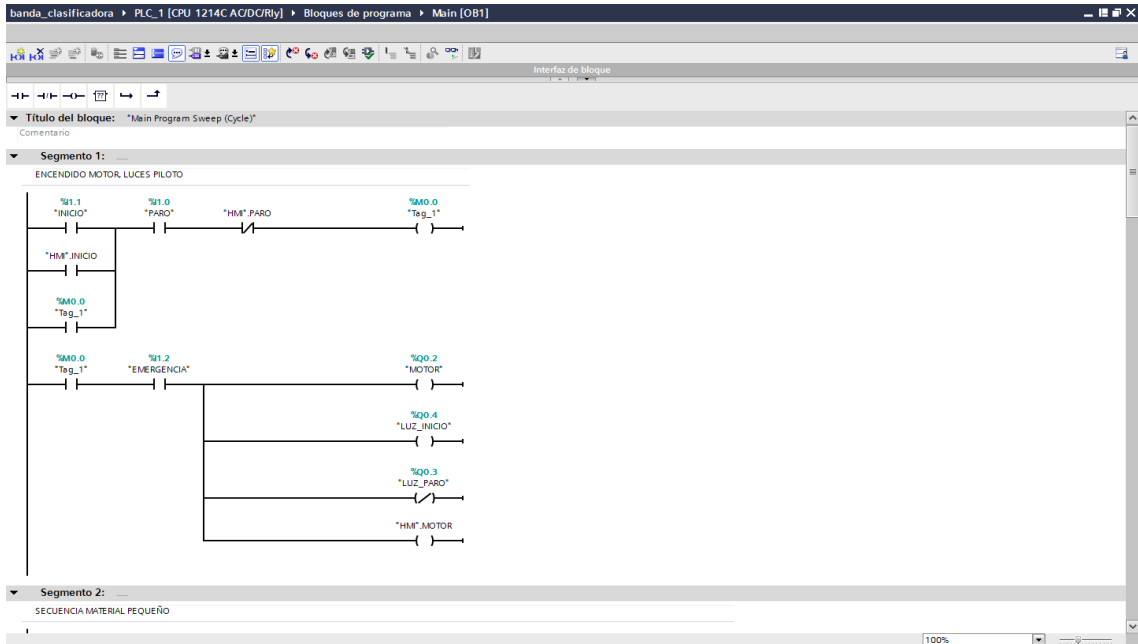 banda_clasificadora ▸ PLC_1 [CPU 1214C AC/DC/Rly] ▸ Bloques de programa ▸ Main [OB1]
Interfaz de bloque
??
Título del bloque: "Main Program Sweep (Cycle)"
Comentario
Segmento 1: .....
ENCENDIDO MOTOR, LUCES PILOTO
%I1.1 %I1.0 %M0.0
"INICIO" "PARO" "HMI".PARO "Tag_1"
"HMI".INICIO
%M0.0
"Tag_1"
%M0.0 %I1.2 %Q0.2
"Tag_1" "EMERGENCIA" "MOTOR"
%Q0.4
"LUZ_INICIO"
%Q0.3
"LUZ_PARO"
"HMI".MOTOR
Segmento 2: .....
SECUENCIA MATERIAL PEQUEÑO
100%